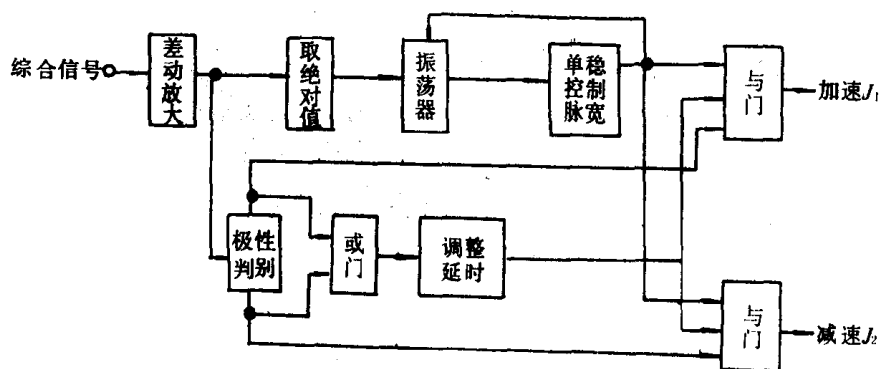 综合信号
差动放大
取绝对值
振荡器
单稳控制脉宽
与门
加速J₁
极性判别
或门
调整延时
与门
减速J₂